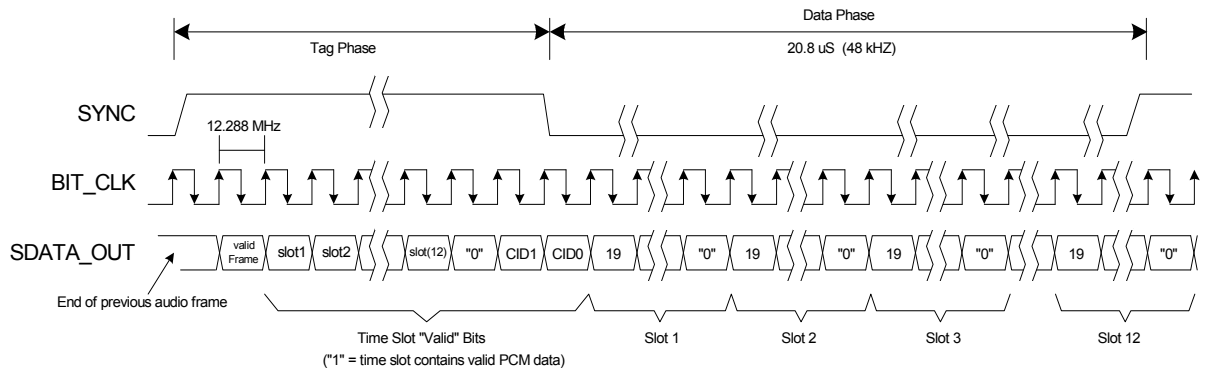 Data Phase
Tag Phase
20.8 uS (48 kHZ)
SYNC
12.288 MHz
BIT_CLK
SDATA_OUT
valid
Frame
slot1
slot2
slot(12)
"0"
CID1
CID0
19
"0"
19
"0"
19
"0"
19
"0"
End of previous audio frame
Time Slot "Valid" Bits
("1" = time slot contains valid PCM data)
Slot 1
Slot 2
Slot 3
Slot 12